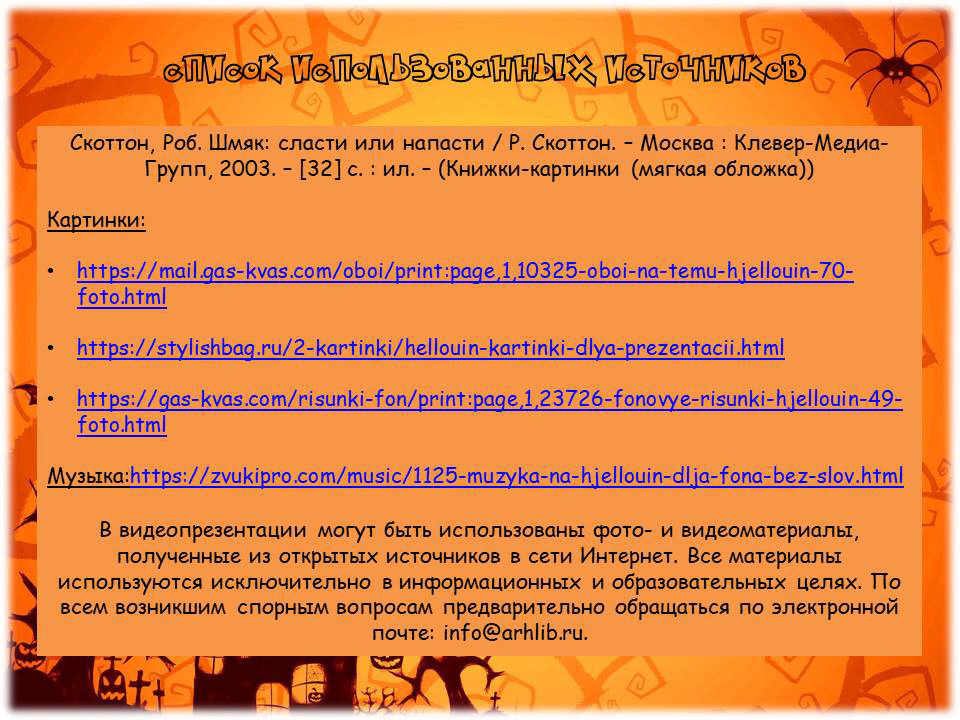 список использованных источников
Скоттон, Роб. Шмяк: сласти или напасти / Р. Скоттон. – Москва : Клевер-Медиа-
Групп, 2003. – [32] с. : ил. – (Книжки-картинки (мягкая обложка))
Картинки:
• https://mail.gas-kvas.com/oboi/print:page,1,10325-oboi-na-temu-hjellouin-70-
foto.html
• https://stylishbag.ru/2-kartinki/hellouin-kartinki-dlya-prezentacii.html
• https://gas-kvas.com/risunki-fon/print:page,1,23726-fonovye-risunki-hjellouin-49-
foto.html
Музыка:https://zvukipro.com/music/1125-muzyka-na-hjellouin-dlja-fona-bez-slov.html
В видеопрезентации могут быть использованы фото- и видеоматериалы,
полученные из открытых источников в сети Интернет. Все материалы
используются исключительно в информационных и образовательных целях. По
всем возникшим спорным вопросам предварительно обращаться по электронной
почте: info@arhlib.ru.